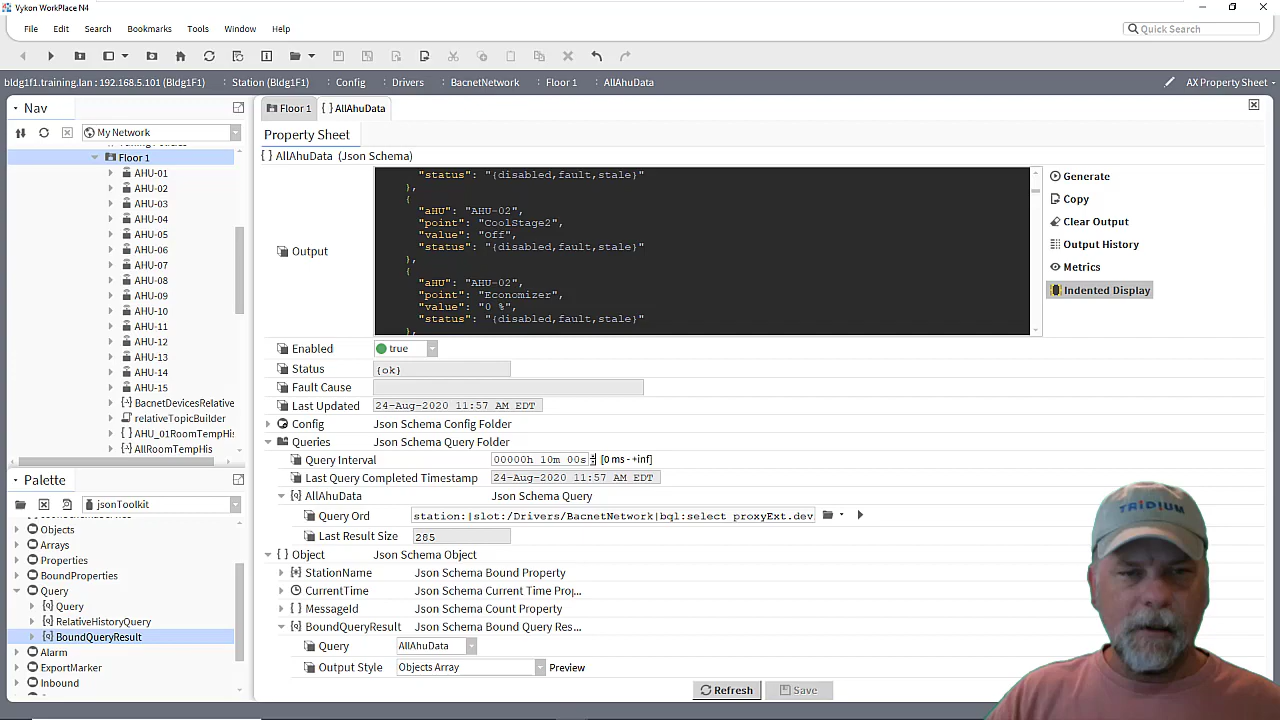 Vykon WorkPlace N4
File Edit Search Bookmarks Tools Window Help
Quick Search
bldg1f1.training.lan : 192.168.5.101 (Bldg1F1) Station (Bldg1F1) Config Drivers BacnetNetwork Floor 1 AllAhuData AX Property Sheet
Nav
My Network
Floor 1
AHU-01
AHU-02
AHU-03
AHU-04
AHU-05
AHU-06
AHU-07
AHU-08
AHU-09
AHU-10
AHU-11
AHU-12
AHU-13
AHU-14
AHU-15
BacnetDevicesRelative
relativeTopicBuilder
AHU_01RoomTempHis
AllRoomTempHis
Palette
jsonToolkit
Objects
Arrays
Properties
BoundProperties
Query
Query
RelativeHistoryQuery
BoundQueryResult
Alarm
ExportMarker
Inbound
Floor 1 { } AllAhuData
Property Sheet
{ } AllAhuData (Json Schema)
Output
"status": "{disabled,fault,stale}"
},
{
"aHU": "AHU-02",
"point": "CoolStage2",
"value": "Off",
"status": "{disabled,fault,stale}"
},
{
"aHU": "AHU-02",
"point": "Economizer",
"value": "0 %",
"status": "{disabled,fault,stale}"
},
Generate
Copy
Clear Output
Output History
Metrics
Indented Display
Enabled true
Status {ok}
Fault Cause
Last Updated 24-Aug-2020 11:57 AM EDT
Config Json Schema Config Folder
Queries Json Schema Query Folder
Query Interval 00000h 10m 00s [0 ms - +inf]
Last Query Completed Timestamp 24-Aug-2020 11:57 AM EDT
AllAhuData Json Schema Query
Query Ord station:|slot:/Drivers/BacnetNetwork|bql:select proxyExt.dev
Last Result Size 285
{ } Object Json Schema Object
StationName Json Schema Bound Property
CurrentTime Json Schema Current Time Pro...
MessageId Json Schema Count Property
BoundQueryResult Json Schema Bound Query Res...
Query AllAhuData
Output Style Objects Array Preview
Refresh Save
TRIDIUM